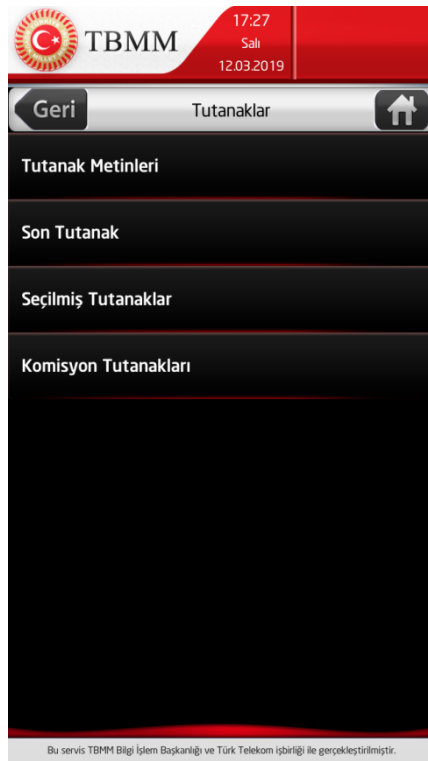 TBMM
17:27
Salı
12.03.2019
Geri
Tutanaklar
Tutanak Metinleri
Son Tutanak
Seçilmiş Tutanaklar
Komisyon Tutanakları
Bu servis TBMM Bilgi İşlem Başkanlığı ve Türk Telekom işbirliği ile gerçekleştirilmiştir.